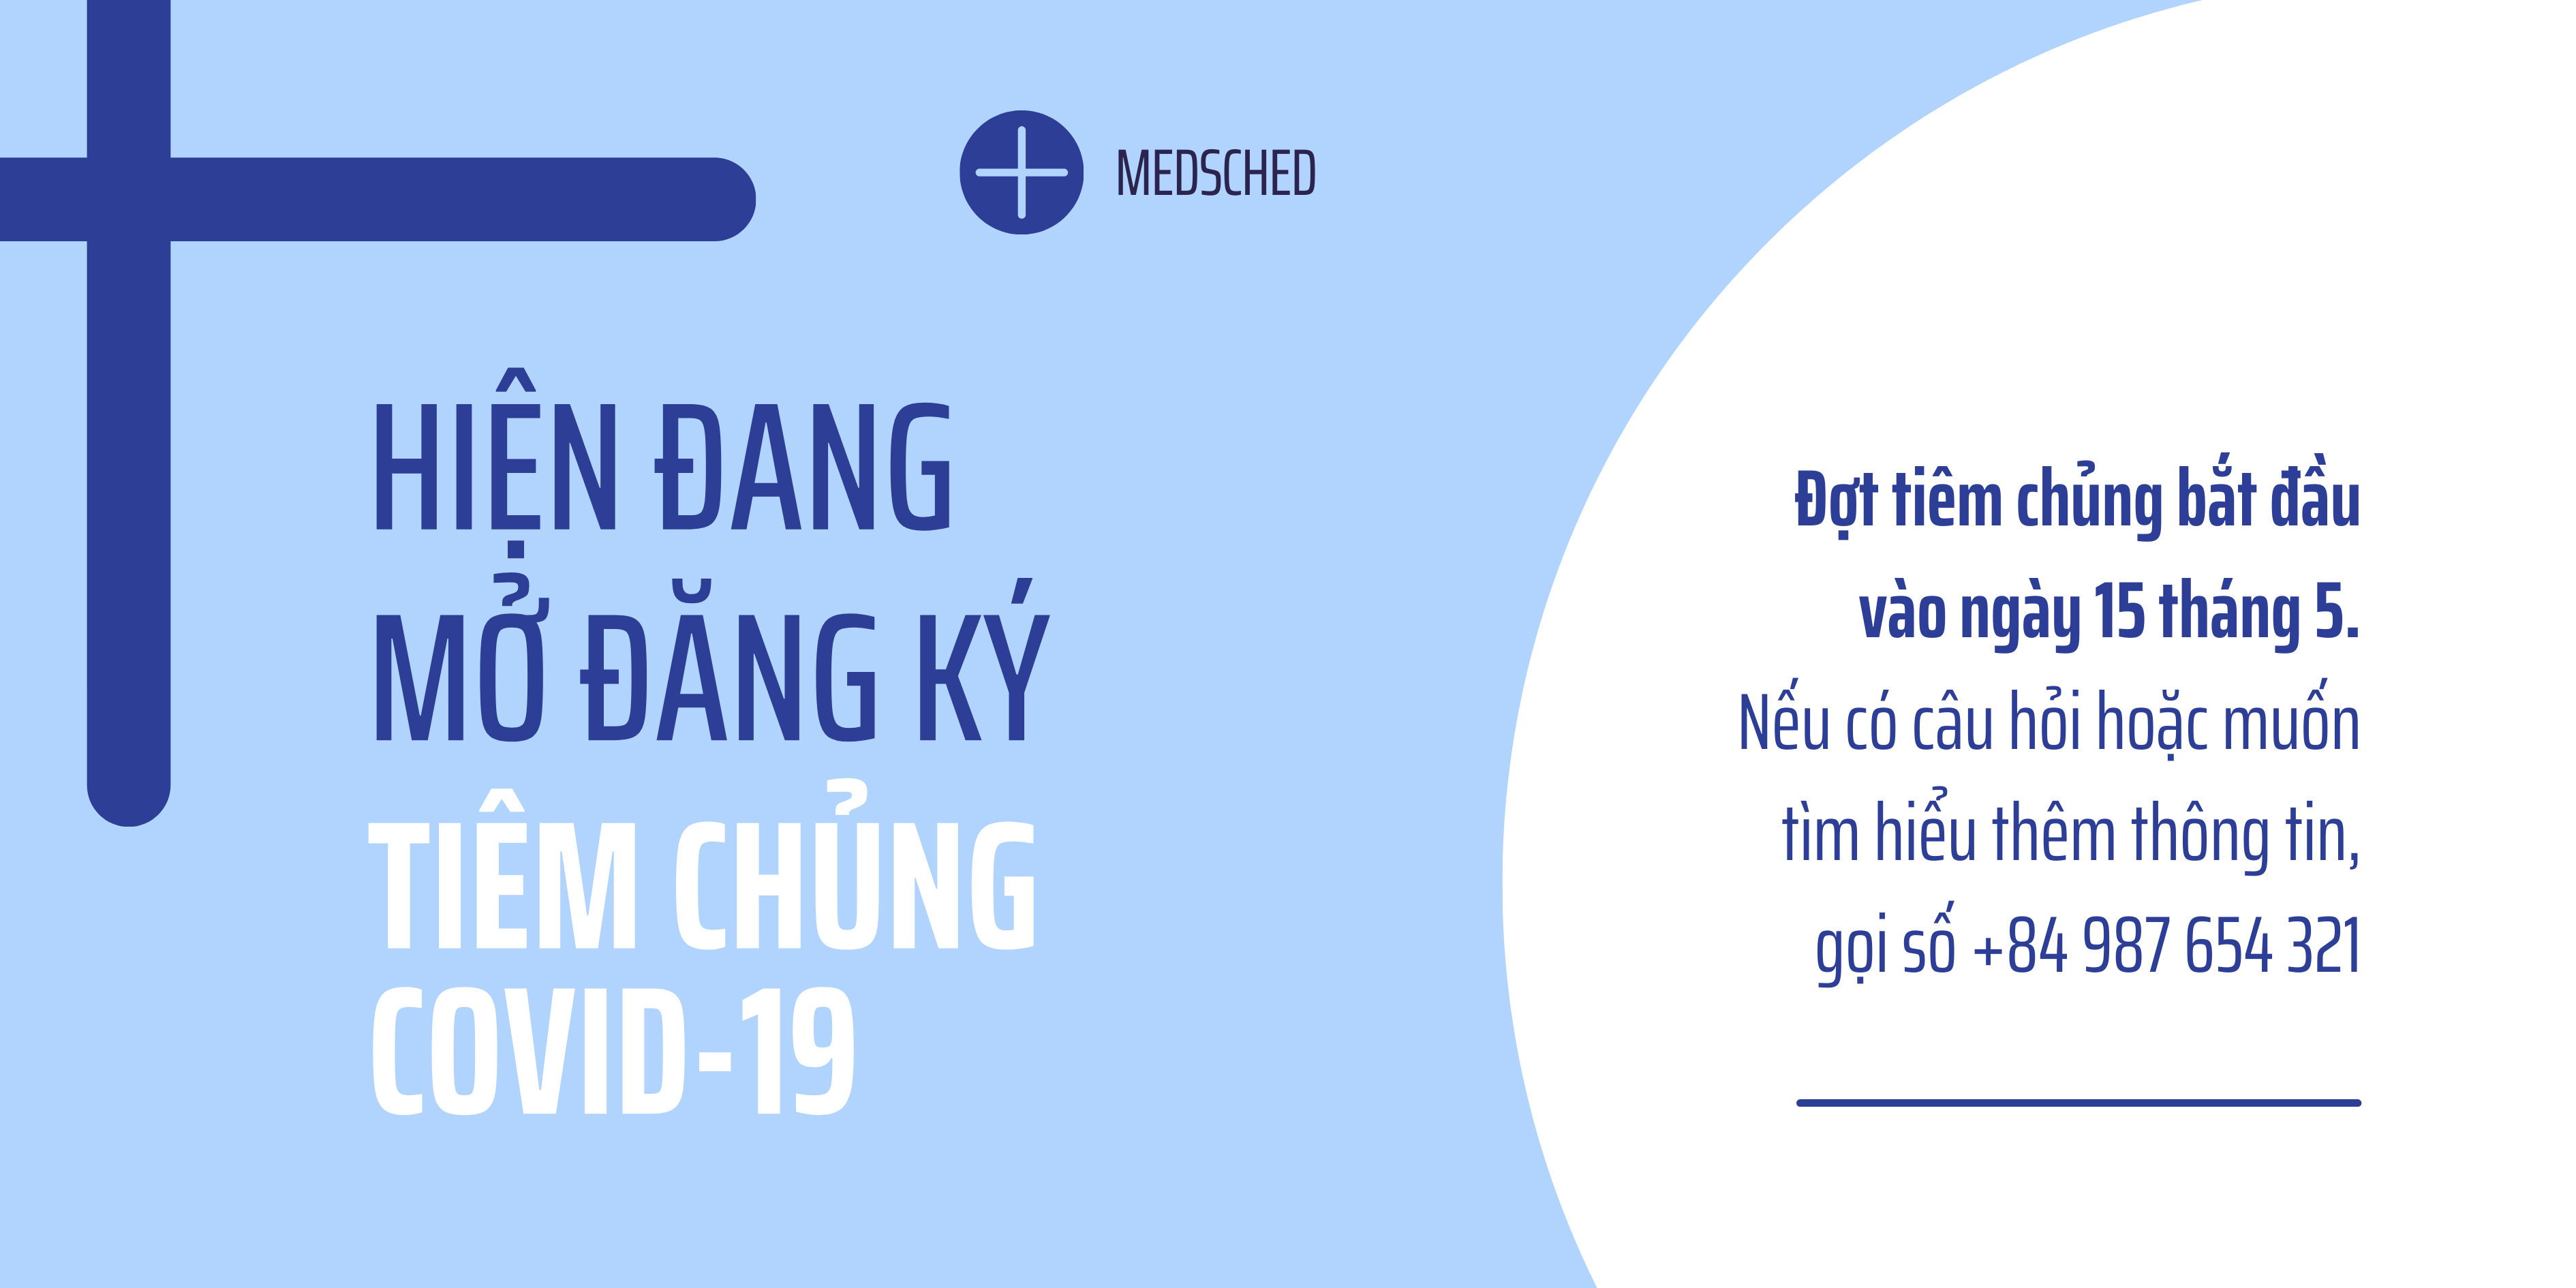 MEDSCHED
HIỆN ĐANG
MỞ ĐĂNG KÝ
TIÊM CHỦNG
COVID-19
Đợt tiêm chủng bắt đầu
vào ngày 15 tháng 5.
Nếu có câu hỏi hoặc muốn
tìm hiểu thêm thông tin,
gọi số +84 987 654 321